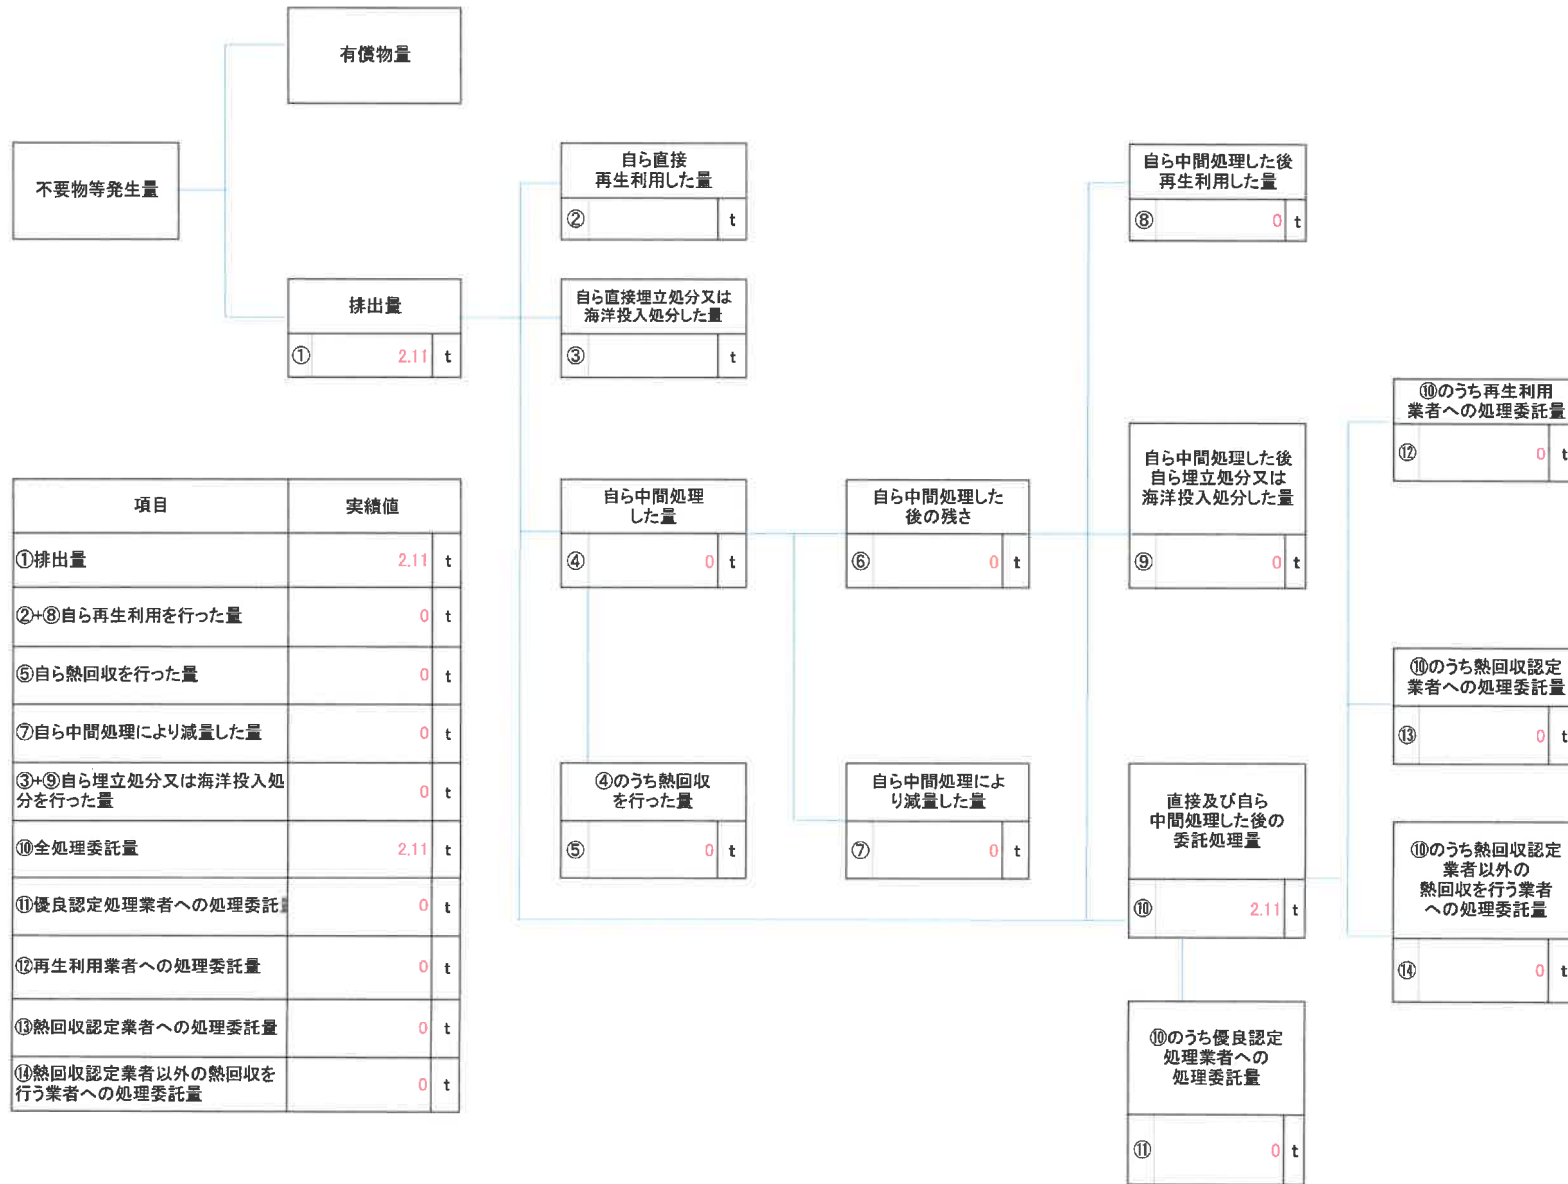 有償物量
不要物等発生量
排出量
① 2.11 t
自ら直接
再生利用した量
② t
自ら直接埋立処分又は
海洋投入処分した量
③ t
自ら中間処理
した量
④ 0 t
④のうち熱回収
を行った量
⑤ 0 t
自ら中間処理した
後の残さ
⑥ 0 t
自ら中間処理によ
り減量した量
⑦ 0 t
自ら中間処理した後
再生利用した量
⑧ 0 t
自ら中間処理した後
自ら埋立処分又は
海洋投入処分した量
⑨ 0 t
直接及び自ら
中間処理した後の
委託処理量
⑩ 2.11 t
⑩のうち優良認定
処理業者への
処理委託量
⑪ 0 t
⑩のうち再生利用
業者への処理委託量
⑫ 0 t
⑩のうち熱回収認定
業者への処理委託量
⑬ 0 t
⑩のうち熱回収認定
業者以外の
熱回収を行う業者
への処理委託量
⑭ 0 t
項目 実績値
①排出量 2.11 t
②+⑧自ら再生利用を行った量 0 t
⑤自ら熱回収を行った量 0 t
⑦自ら中間処理により減量した量 0 t
③+⑨自ら埋立処分又は海洋投入処
分を行った量 0 t
⑩全処理委託量 2.11 t
⑪優良認定処理業者への処理委託 0 t
⑫再生利用業者への処理委託量 0 t
⑬熱回収認定業者への処理委託量 0 t
⑭熱回収認定業者以外の熱回収を
行う業者への処理委託量 0 t